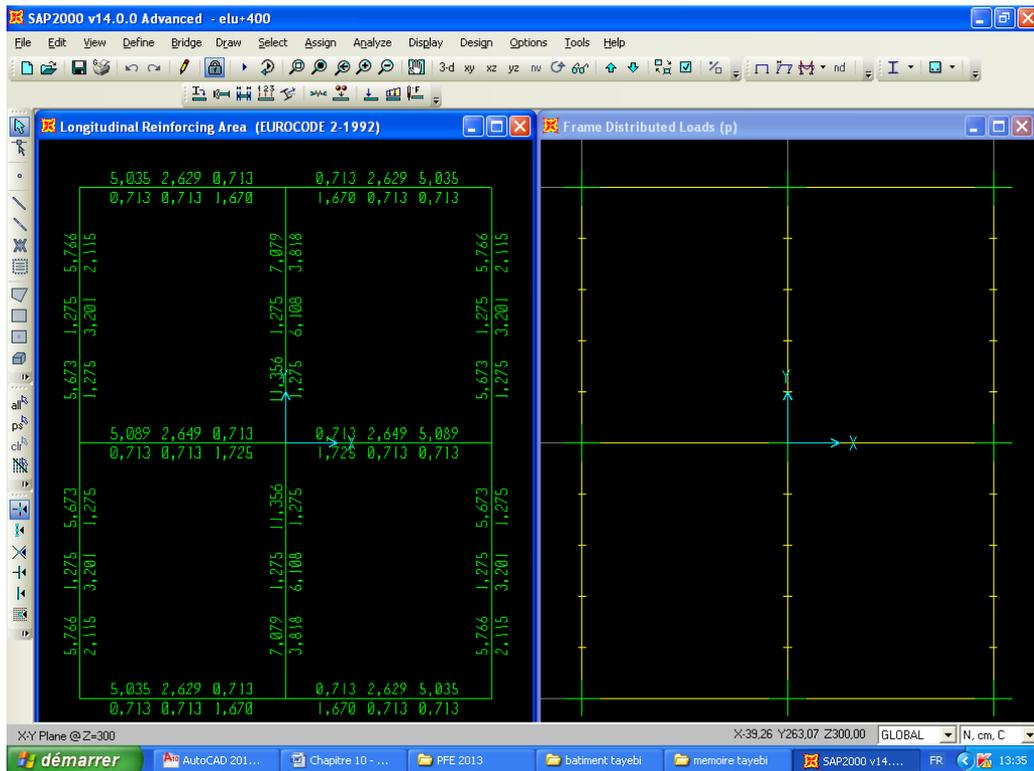 SAP2000 v14.0.0 Advanced - elu+400
File Edit View Define Bridge Draw Select Assign Analyze Display Design Options Tools Help
3-d xy xz yz nv nd
Longitudinal Reinforcing Area (EUROCODE 2-1992)
Frame Distributed Loads (p)
all
ps
clr
5,035 2,629 0,713 0,713 2,629 5,035
0,713 0,713 1,670 1,670 0,713 0,713
5,766 2,115 7,079 3,818 5,766 2,115
1,275 3,201 1,275 6,108 1,275 3,201
5,673 1,275 11,356 1,275 5,673 1,275
Y
Y
5,089 2,649 0,713 0,713 2,649 5,089
X
X
0,713 0,713 1,725 1,725 0,713 0,713
5,673 1,275 11,356 1,275 5,673 1,275
1,275 3,201 1,275 6,108 1,275 3,201
5,766 2,115 7,079 3,818 5,766 2,115
5,035 2,629 0,713 0,713 2,629 5,035
0,713 0,713 1,670 1,670 0,713 0,713
X-Y Plane @ Z=300
X-39,26 Y263,07 Z300,00 GLOBAL N, cm, C
démarrer AutoCAD 201... Chapitre 10 - ... PFE 2013 batiment tayebi memoire tayebi SAP2000 v14.... FR 13:35